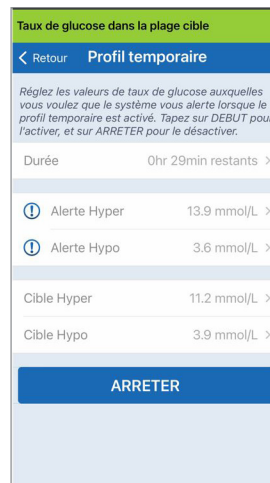 Taux de glucose dans la plage cible
Retour Profil temporaire
Réglez les valeurs de taux de glucose auxquelles
vous voulez que le système vous alerte lorsque le
profil temporaire est activé. Tapez sur DEBUT pour
l'activer, et sur ARRETER pour le désactiver.
Durée 0hr 29min restants
Alerte Hyper 13.9 mmol/L
Alerte Hypo 3.6 mmol/L
Cible Hyper 11.2 mmol/L
Cible Hypo 3.9 mmol/L
ARRETER